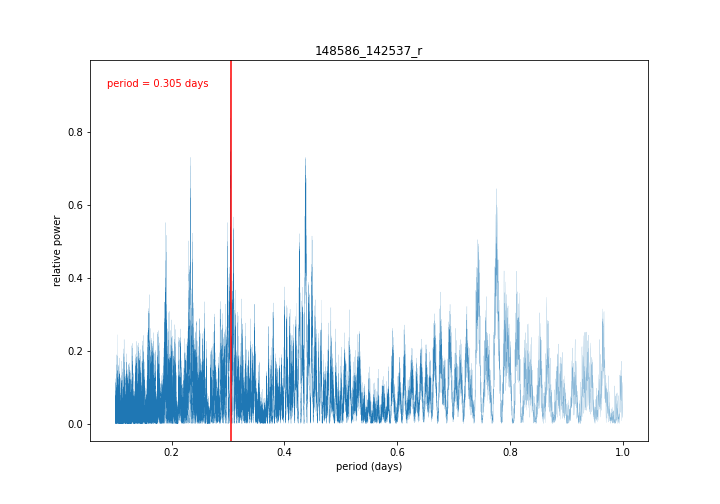 148586_142537_r
period = 0.305 days
relative power
0.8
0.6
0.4
0.2
0.0
0.2 0.4 0.6 0.8 1.0
period (days)